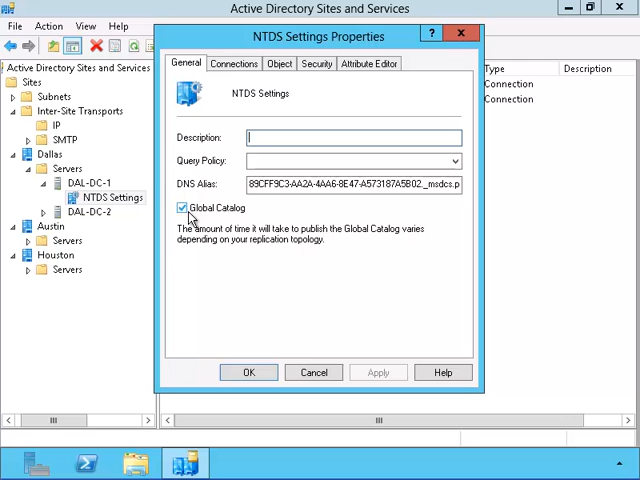 Active Directory Sites and Services
File Action View Help
Active Directory Sites and Services
Sites
Subnets
Inter-Site Transports
IP
SMTP
Dallas
Servers
DAL-DC-1
NTDS Settings
DAL-DC-2
Austin
Servers
Houston
Servers
Type Description
Connection
Connection
NTDS Settings Properties
General Connections Object Security Attribute Editor
NTDS Settings
Description:
Query Policy:
DNS Alias: 89CFF9C3-AA2A-4AA6-8E47-A573187A5B02._msdcs.p
Global Catalog
The amount of time it will take to publish the Global Catalog varies
depending on your replication topology.
OK Cancel Apply Help